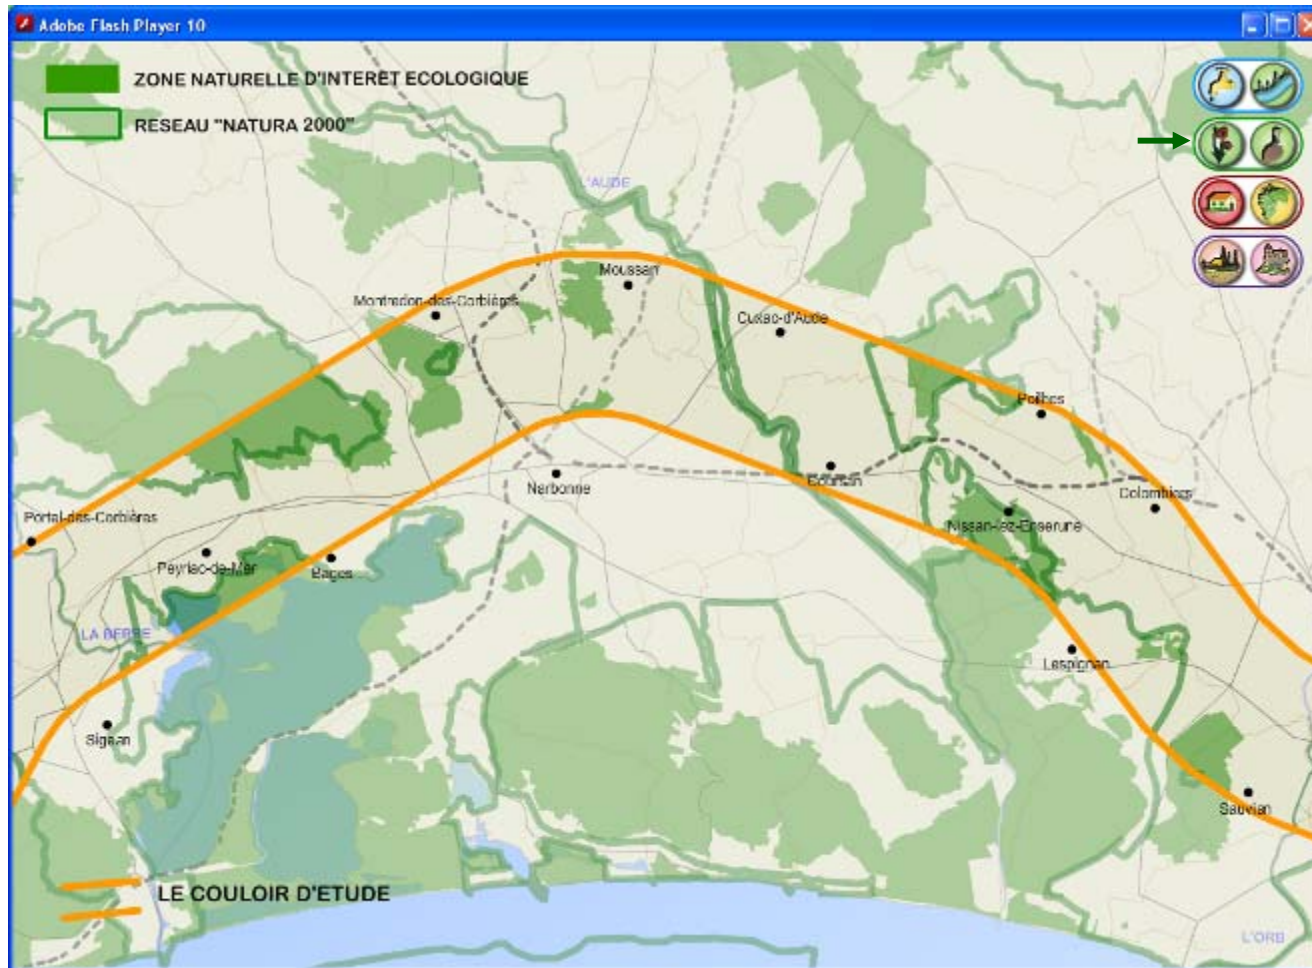 Adobe Flash Player 10
ZONE NATURELLE D'INTERET ECOLOGIQUE
RESEAU "NATURA 2000"
L'AUDE
Moussan
Montredon-des-Corbières
Cuxac-d'Aude
Poilhes
Narbonne
Coursan
Colombiers
Portel-des-Corbières
Nissan-lez-Enserune
Peyriac-de-Mer
Bages
LA BERRE
Lespignan
Sigean
Sauvian
LE COULOIR D'ETUDE
L'ORB